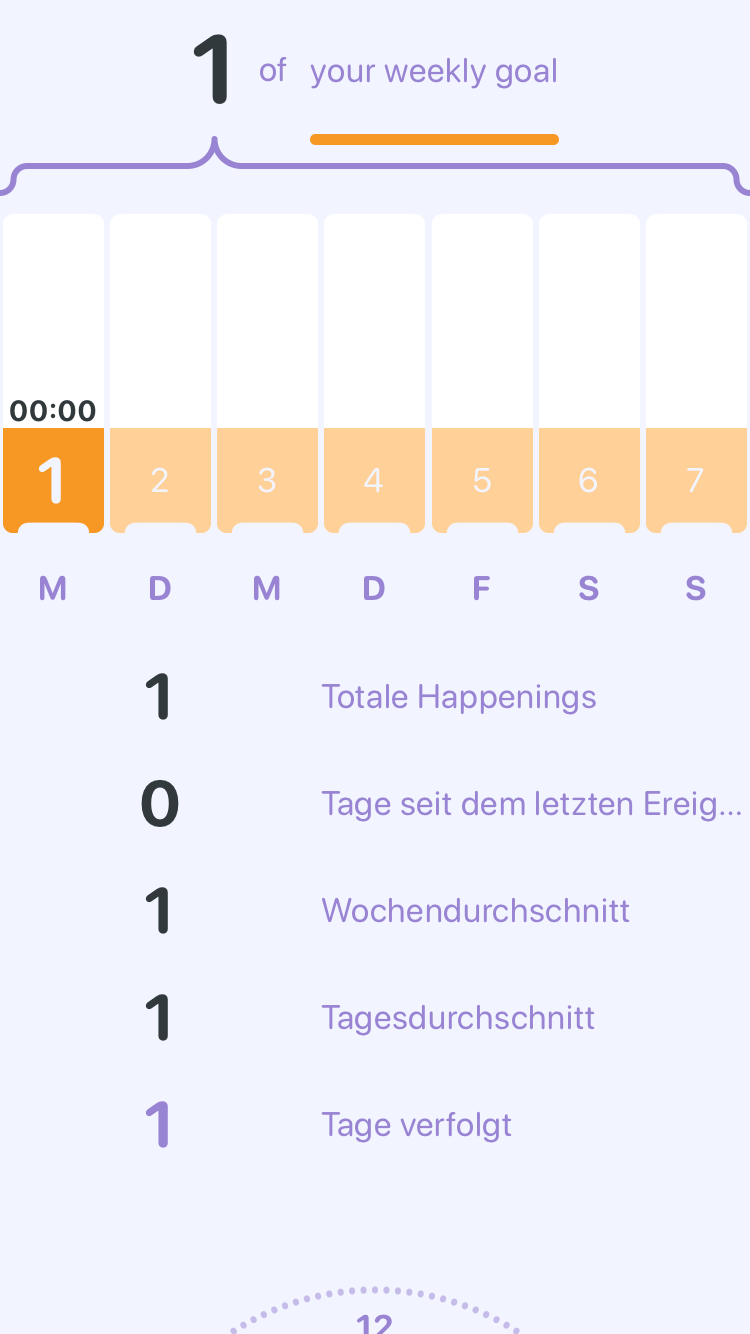 1 of your weekly goal
00:00
1 2 3 4 5 6 7
M D M D F S S
1 Totale Happenings
0 Tage seit dem letzten Ereig...
1 Wochendurchschnitt
1 Tagesdurchschnitt
1 Tage verfolgt
12